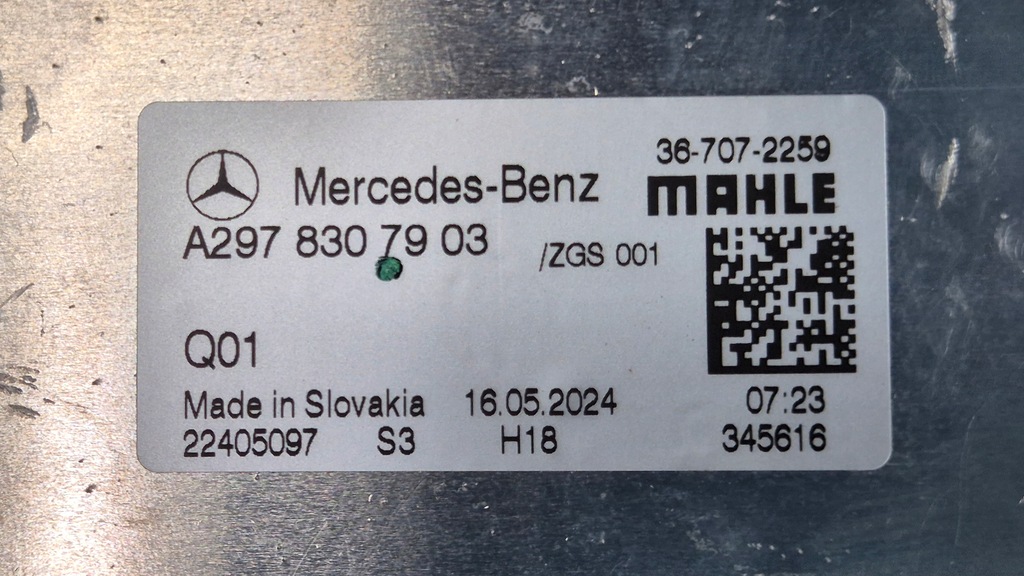 36-707-2259
Mercedes-Benz MAHLE
A297 830 79 03 /ZGS 001
Q01
Made in Slovakia 16.05.2024 07:23
22405097 S3 H18 345616